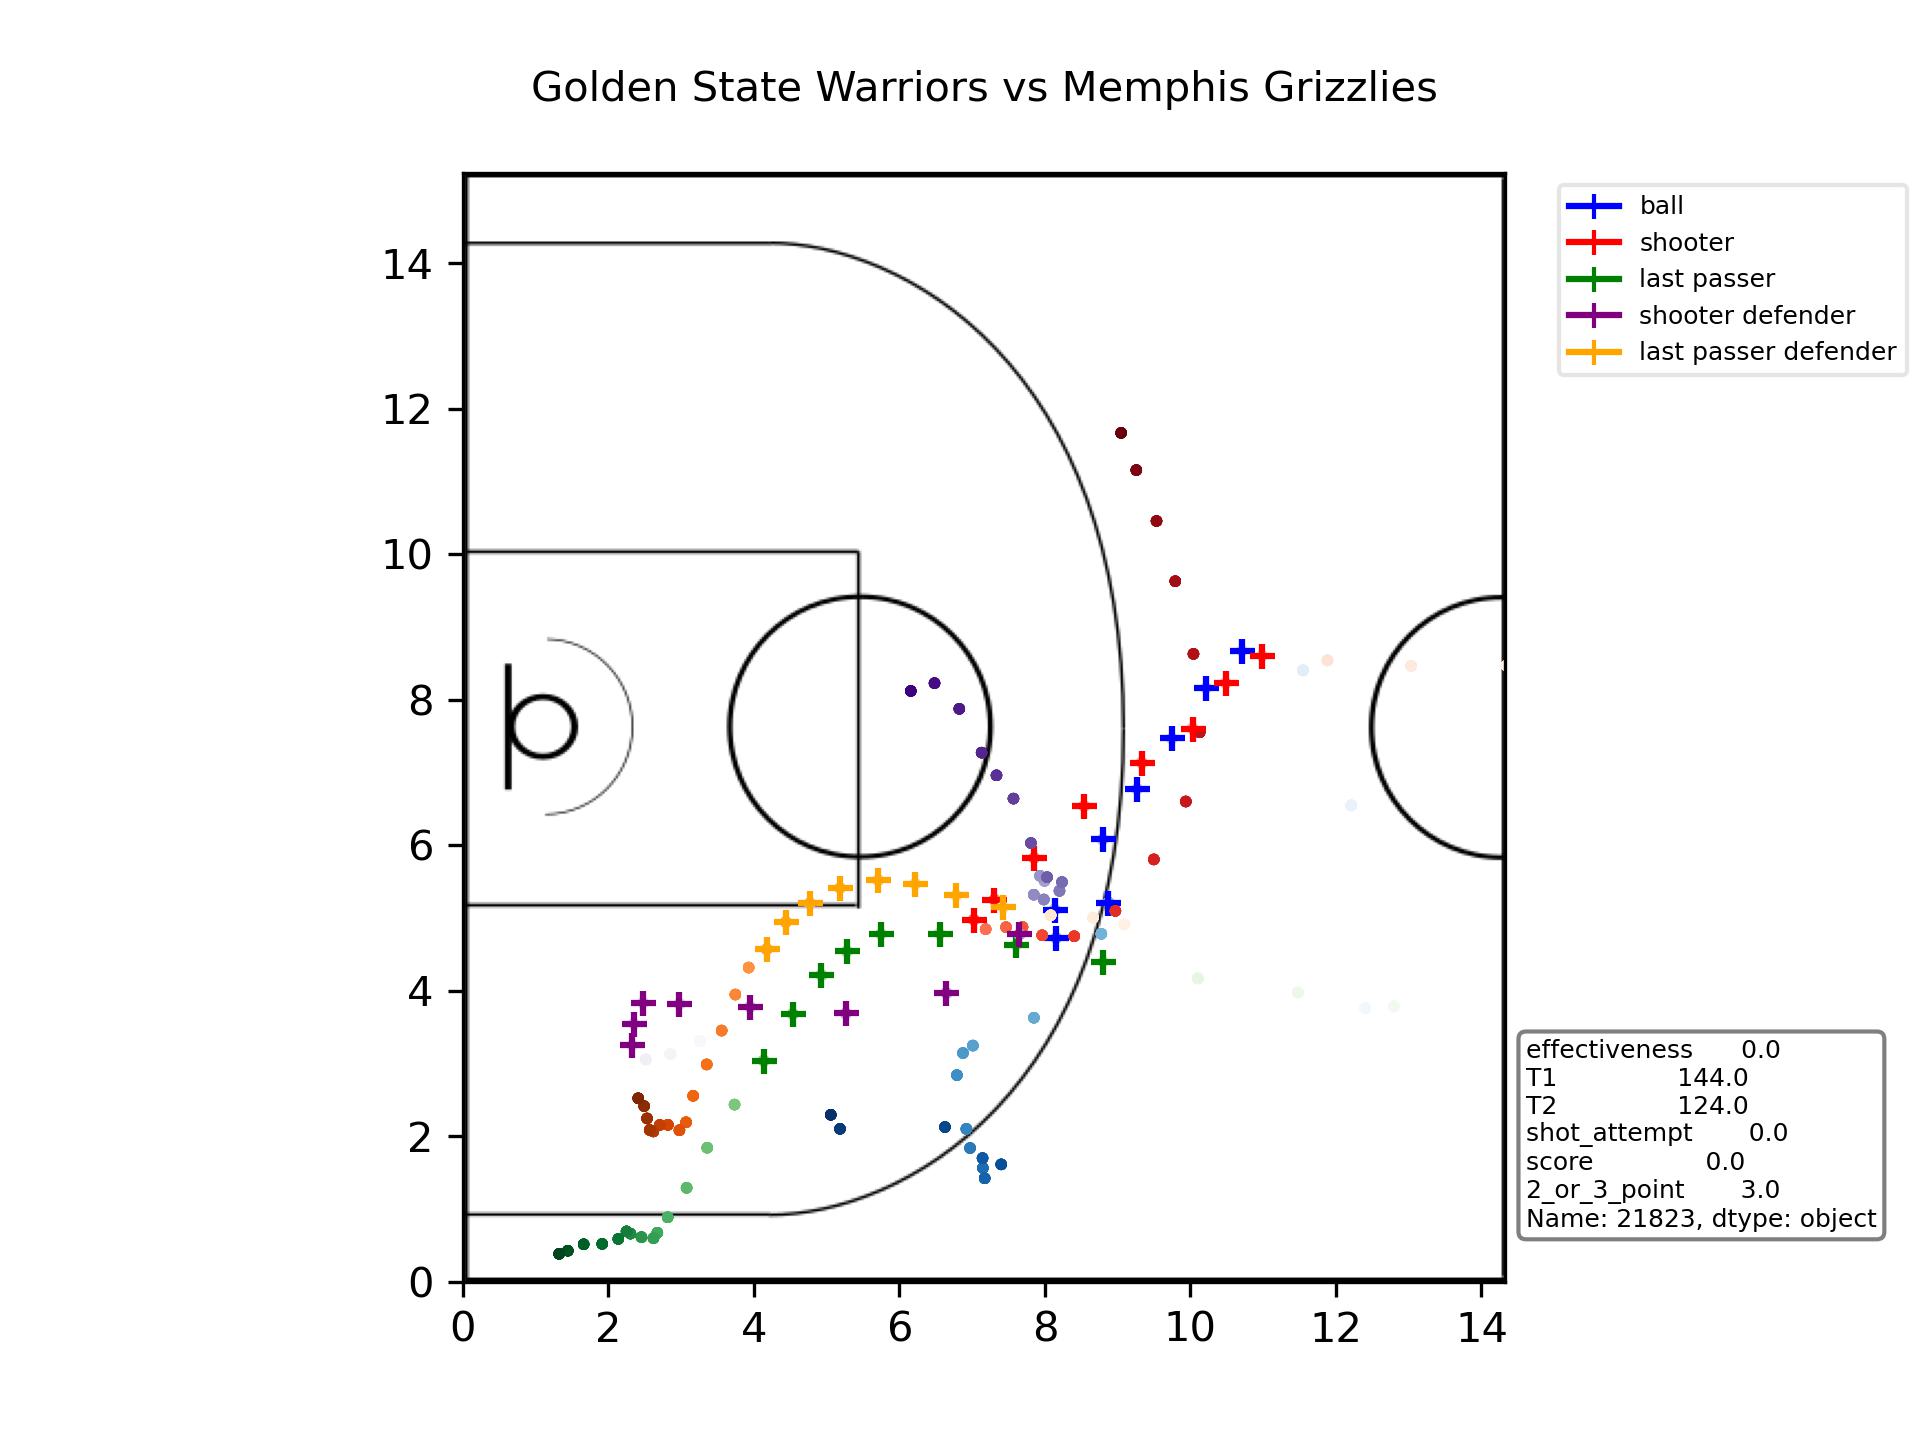 Golden State Warriors vs Memphis Grizzlies
ball
shooter
last passer
shooter defender
last passer defender
14
12
10
8
6
4
2
0
0 2 4 6 8 10 12 14
effectiveness 0.0
T1 144.0
T2 124.0
shot_attempt 0.0
score 0.0
2_or_3_point 3.0
Name: 21823, dtype: object